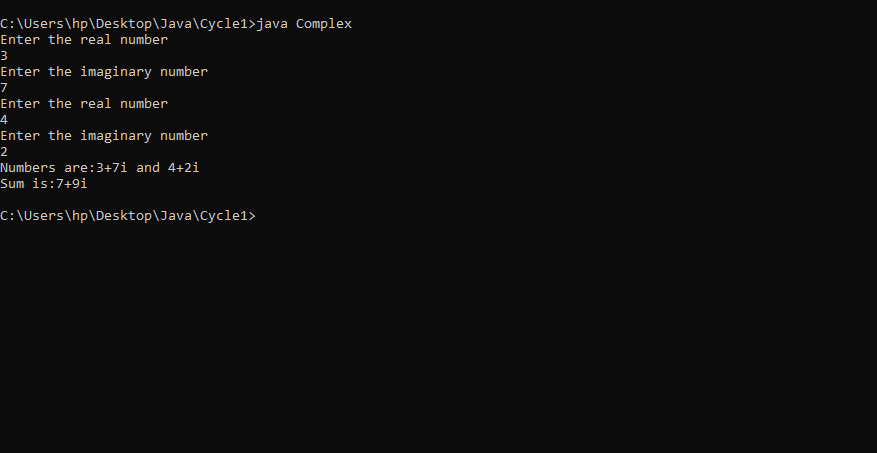 C:\Users\hp\Desktop\Java\Cycle1>java Complex
Enter the real number
3
Enter the imaginary number
7
Enter the real number
4
Enter the imaginary number
2
Numbers are:3+7i and 4+2i
Sum is:7+9i
C:\Users\hp\Desktop\Java\Cycle1>